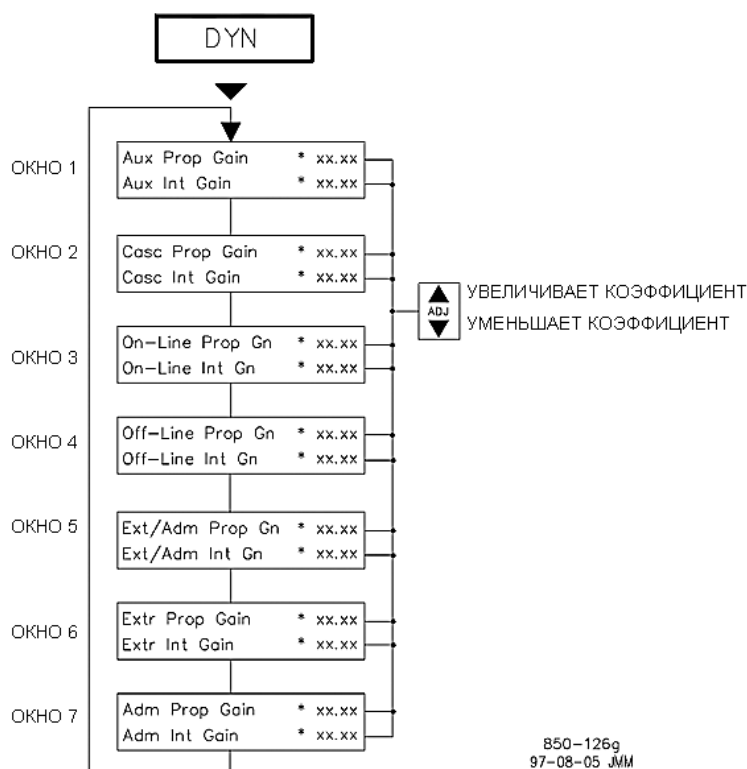 DYN
ОКНО 1
Aux Prop Gain * xx.xx
Aux Int Gain * xx.xx
ОКНО 2
Casc Prop Gain * xx.xx
Casc Int Gain * xx.xx
УВЕЛИЧИВАЕТ КОЭФФИЦИЕНТ
ADJ
УМЕНЬШАЕТ КОЭФФИЦИЕНТ
ОКНО 3
On-Line Prop Gn * xx.xx
On-Line Int Gn * xx.xx
ОКНО 4
Off-Line Prop Gn * xx.xx
Off-Line Int Gn * xx.xx
ОКНО 5
Ext/Adm Prop Gn * xx.xx
Ext/Adm Int Gn * xx.xx
ОКНО 6
Extr Prop Gain * xx.xx
Extr Int Gain * xx.xx
ОКНО 7
Adm Prop Gain * xx.xx
Adm Int Gain * xx.xx
850-126g
97-08-05 JMM